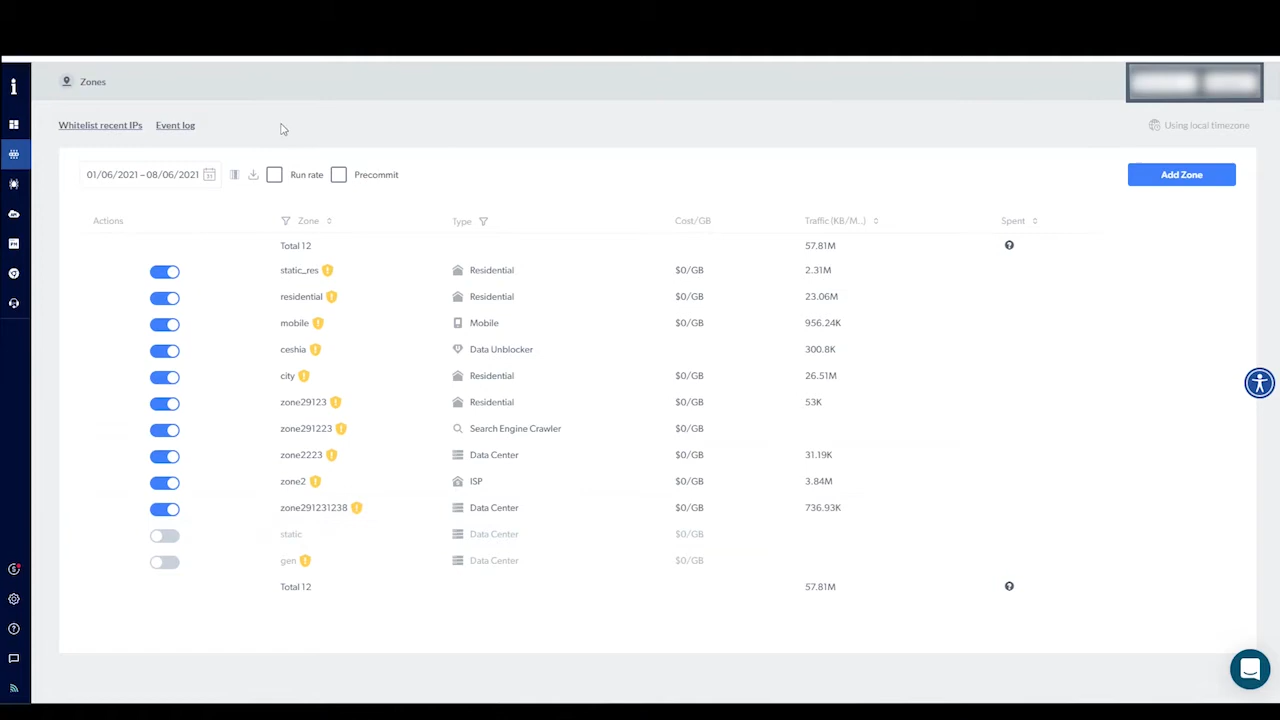 Zones
Whitelist recent IPs Event log Using local timezone
01/06/2021 – 08/06/2021 31 Run rate Precommit Add Zone
Actions Zone Type Cost/GB Traffic (KB/M...) Spent
Total 12 57.81M
static_res Residential $0/GB 2.31M
residential Residential $0/GB 23.06M
mobile Mobile $0/GB 956.24K
ceshia Data Unblocker 300.8K
city Residential $0/GB 26.51M
zone29123 Residential $0/GB 53K
zone291223 Search Engine Crawler $0/GB
zone2223 Data Center $0/GB 31.19K
zone2 ISP $0/GB 3.84M
zone291231238 Data Center $0/GB 736.93K
static Data Center $0/GB
gen Data Center $0/GB
Total 12 57.81M